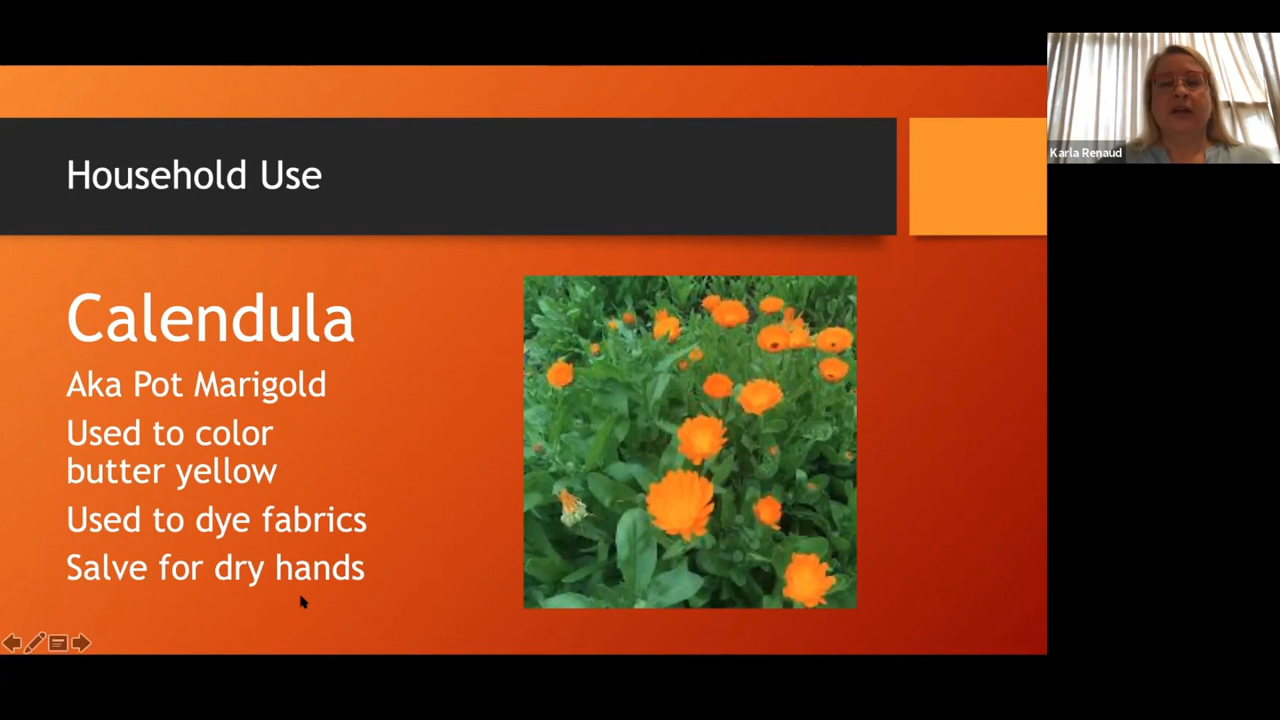 Household Use
Karla Renaud
Calendula
Aka Pot Marigold
Used to color
butter yellow
Used to dye fabrics
Salve for dry hands